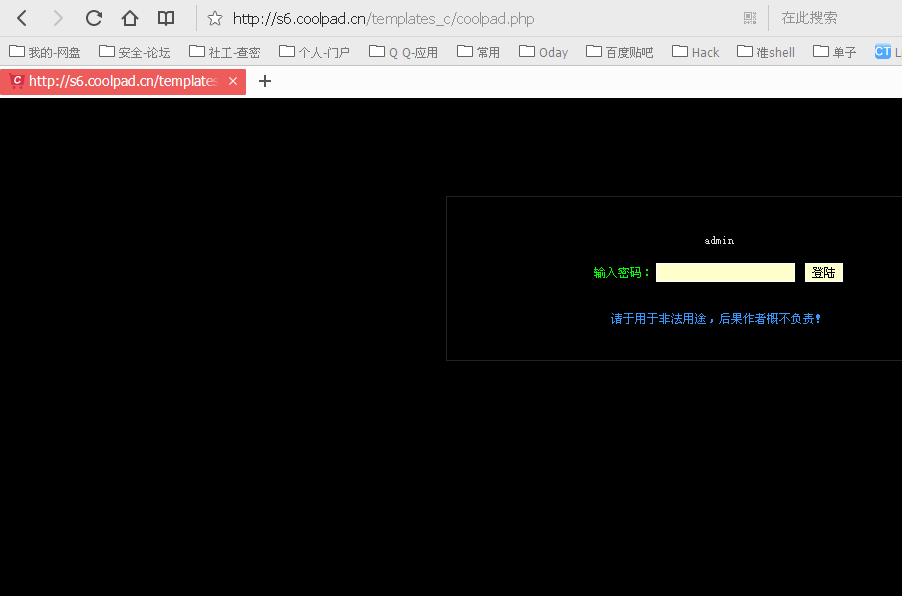 http://s6.coolpad.cn/templates_c/coolpad.php 在此搜索
我的-网盘 安全-论坛 社工-查密 个人-门户 Q Q-应用 常用 Oday 百度贴吧 Hack 准shell 单子 CT L
http://s6.coolpad.cn/templates
admin
输入密码： 登陆
请于用于非法用途，后果作者概不负责！